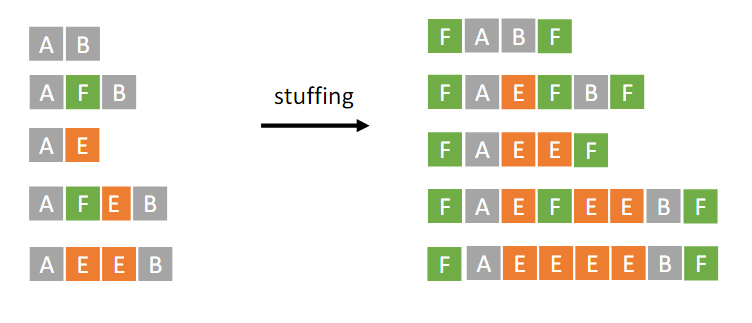 A B
F A B F
A F B
stuffing
F A E F B F
A E
F A E E F
A F E B
F A E F E E B F
A E E B
F A E E E E B F